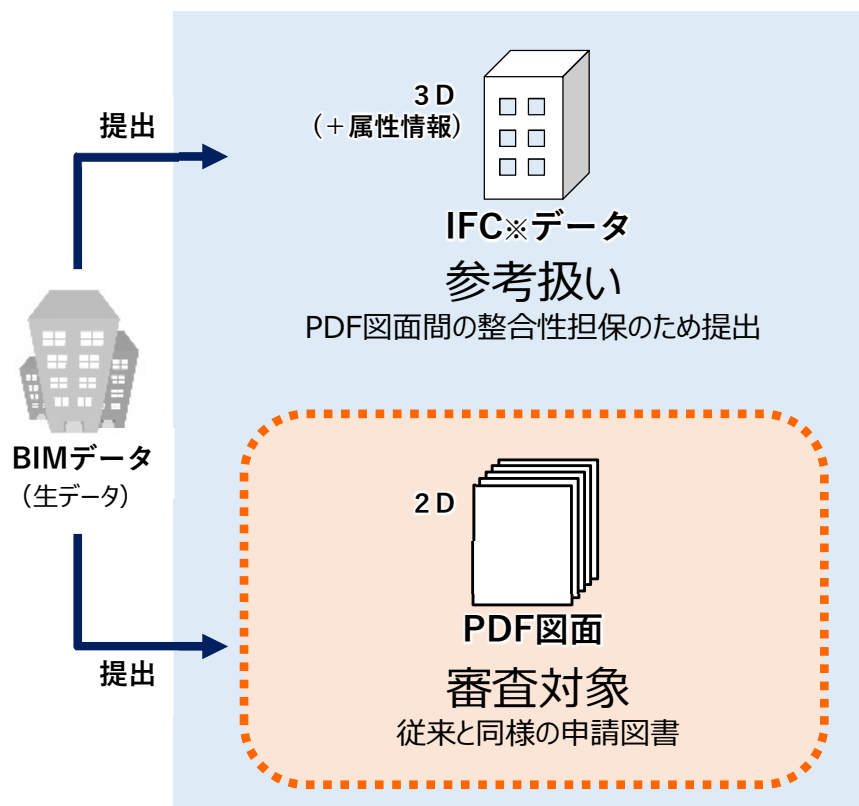 提出
3D
(+属性情報)
IFC※データ
参考扱い
PDF図面間の整合性担保のため提出
BIMデータ
(生データ)
提出
2D
PDF図面
審査対象
従来と同様の申請図書